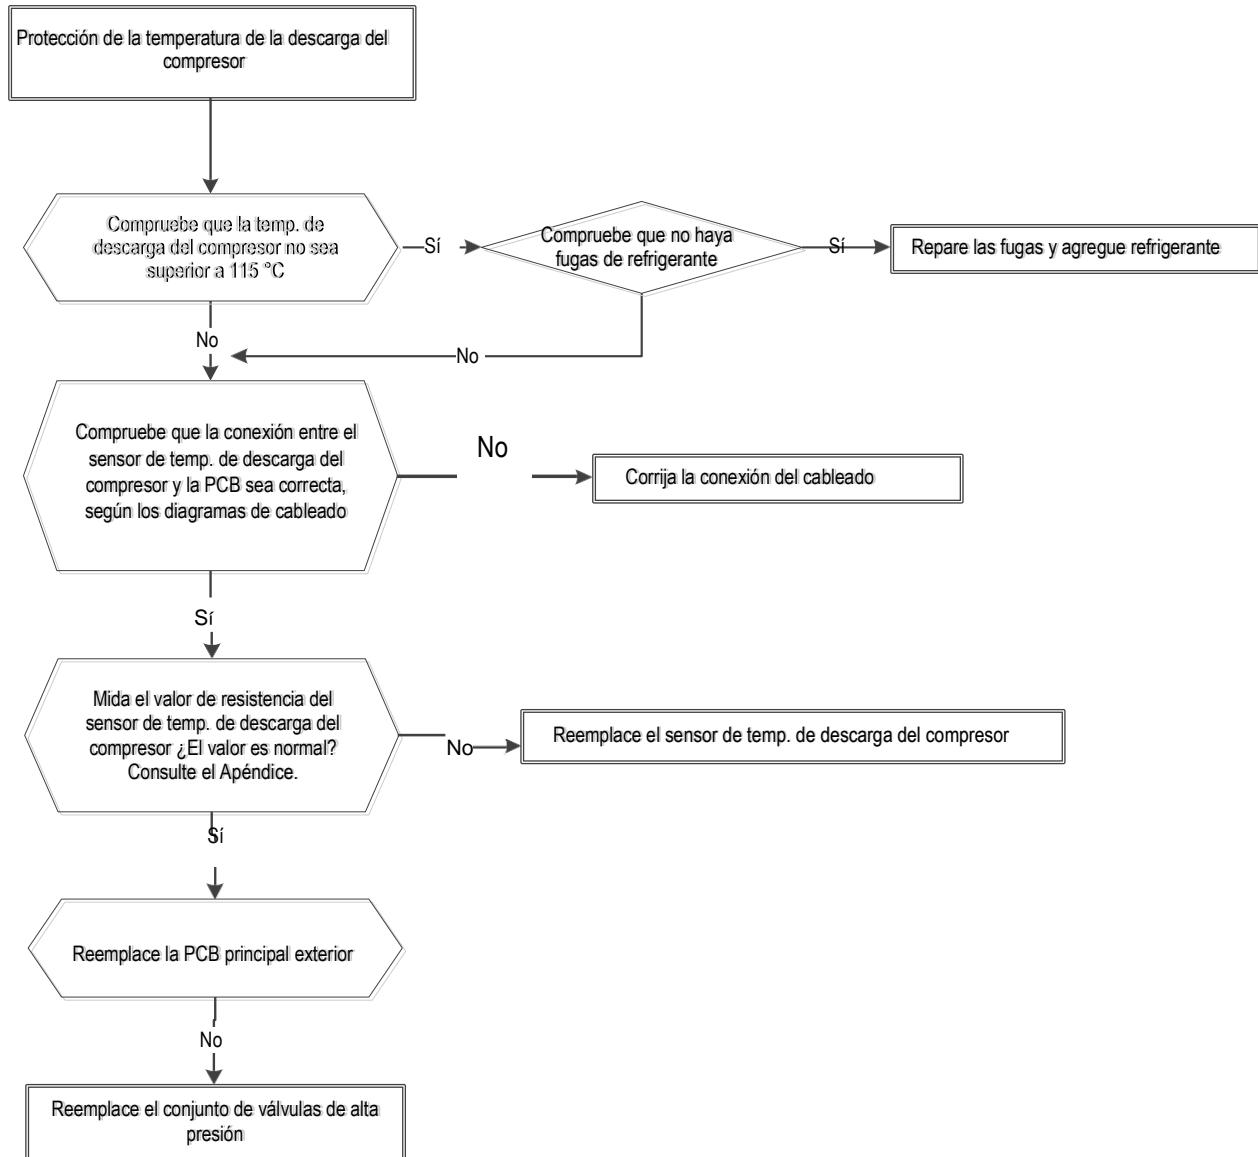 Protección de la temperatura de la descarga del
compresor
Compruebe que la temp. de
descarga del compresor no sea
superior a 115 °C
Sí
Compruebe que no haya
fugas de refrigerante
Sí
Repare las fugas y agregue refrigerante
No
No
Compruebe que la conexión entre el
sensor de temp. de descarga del
compresor y la PCB sea correcta,
según los diagramas de cableado
No
Corrija la conexión del cableado
Sí
Mida el valor de resistencia del
sensor de temp. de descarga del
compresor ¿El valor es normal?
Consulte el Apéndice.
No
Reemplace el sensor de temp. de descarga del compresor
Sí
Reemplace la PCB principal exterior
No
Reemplace el conjunto de válvulas de alta
presión